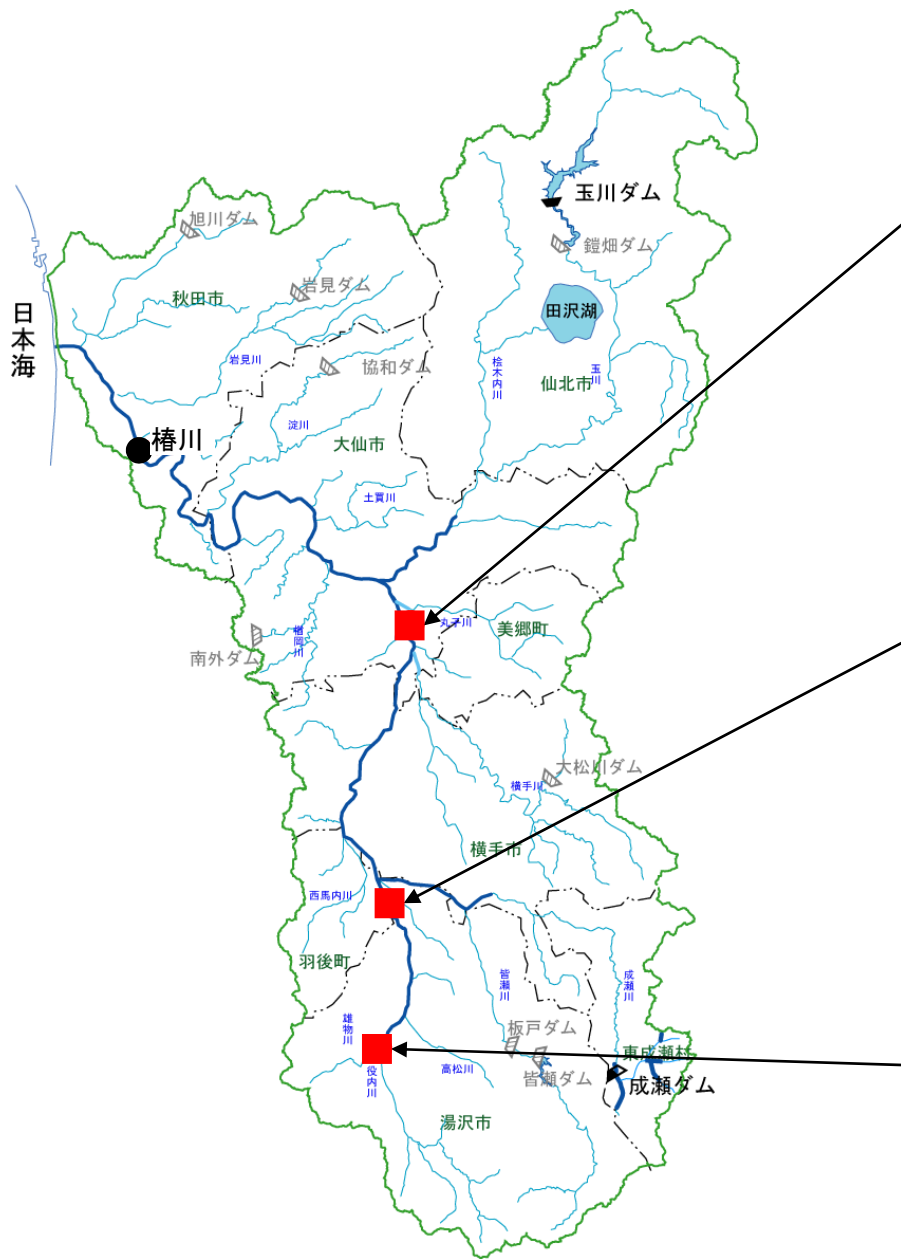 玉川ダム
旭川ダム
鎧畑ダム
岩見ダム
秋田市
田沢湖
日本海
岩見川
協和ダム
桧木内川
玉川
仙北市
淀川
椿川
大仙市
土買川
丸子川
美郷町
楢岡川
南外ダム
大松川ダム
横手川
横手市
西馬内川
羽後町
皆瀬川
成瀬川
雄物川
板戸ダム
東成瀬村
役内川
高松川
皆瀬ダム
成瀬ダム
湯沢市